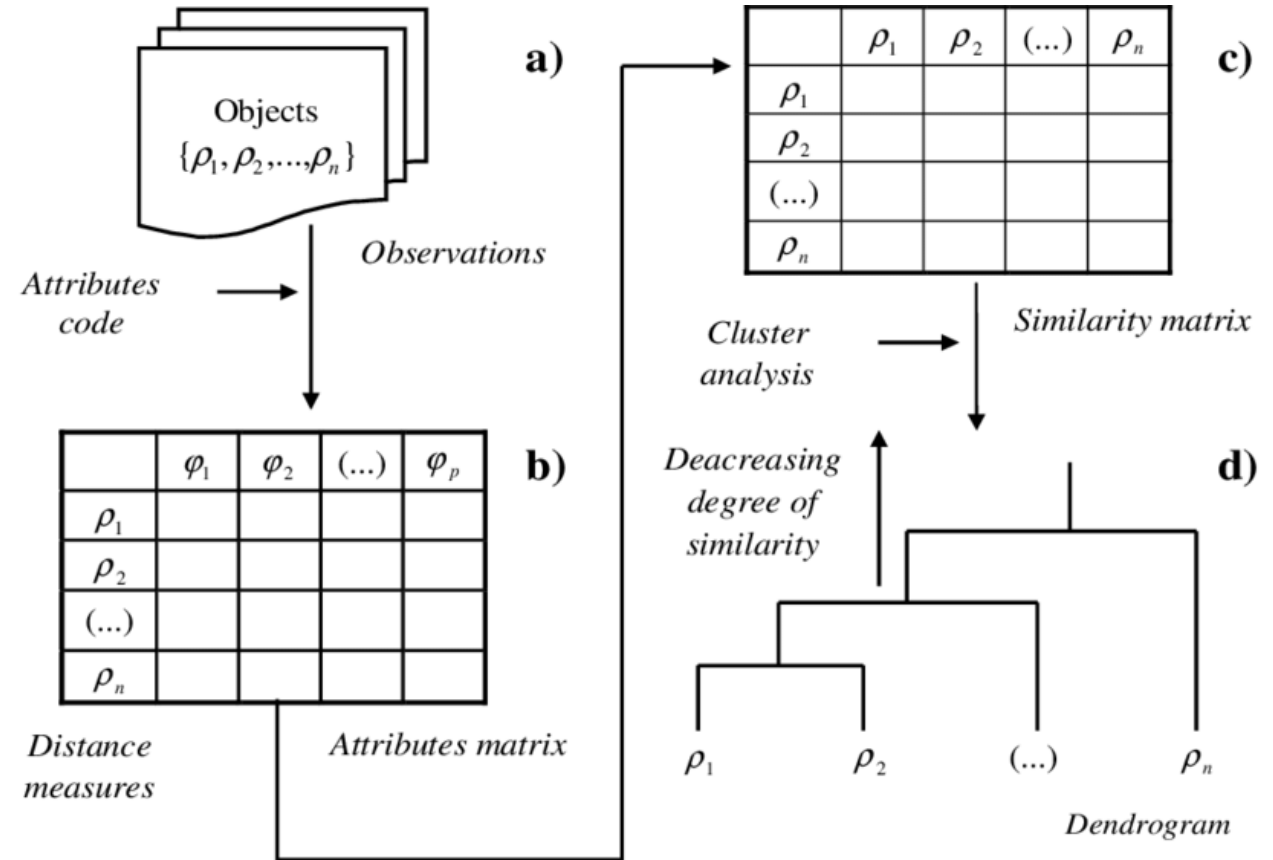 a)
Objects
{ρ₁, ρ₂,...,ρₙ}
Observations
Attributes
code
b)
φ₁ φ₂ (...) φₚ
ρ₁
ρ₂
(...)
ρₙ
Distance
measures
Attributes matrix
c)
ρ₁ ρ₂ (...) ρₙ
ρ₁
ρ₂
(...)
ρₙ
Similarity matrix
Cluster
analysis
d)
Deacreasing
degree of
similarity
ρ₁ ρ₂ (...) ρₙ
Dendrogram